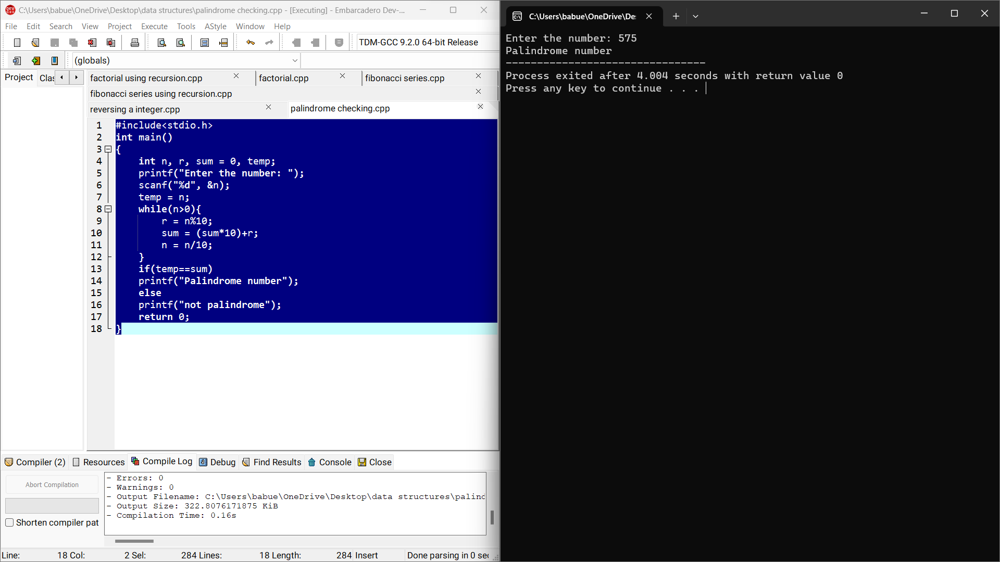 C:\Users\babue\OneDrive\Desktop\data structures\palindrome checking.cpp - [Executing] - Embarcadero Dev-...
File Edit Search View Project Execute Tools AStyle Window Help
TDM-GCC 9.2.0 64-bit Release
(globals)
Project Clas
factorial using recursion.cpp factorial.cpp fibonacci series.cpp
fibonacci series using recursion.cpp
reversing a integer.cpp palindrome checking.cpp
1 #include<stdio.h>
2 int main()
3 {
4 int n, r, sum = 0, temp;
5 printf("Enter the number: ");
6 scanf("%d", &n);
7 temp = n;
8 while(n>0){
9 r = n%10;
10 sum = (sum*10)+r;
11 n = n/10;
12 }
13 if(temp==sum)
14 printf("Palindrome number");
15 else
16 printf("not palindrome");
17 return 0;
18 }
Compiler (2) Resources Compile Log Debug Find Results Console Close
Abort Compilation
Shorten compiler pat
- Errors: 0
- Warnings: 0
- Output Filename: C:\Users\babue\OneDrive\Desktop\data structures\palind
- Output Size: 322.8076171875 KiB
- Compilation Time: 0.16s
Line: 18 Col: 2 Sel: 284 Lines: 18 Length: 284 Insert Done parsing in 0 sec
C:\Users\babue\OneDrive\De
Enter the number: 575
Palindrome number
--------------------------------
Process exited after 4.004 seconds with return value 0
Press any key to continue . . .